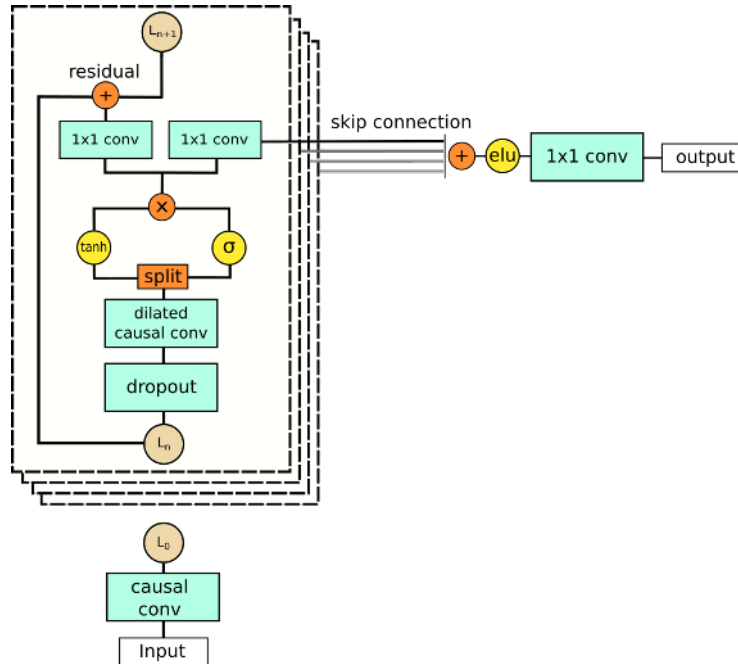 Lₙ₊₁
residual
+
1x1 conv
1x1 conv
skip connection
+
elu
1x1 conv
output
×
tanh
σ
split
dilated
causal conv
dropout
Lₙ
L₀
causal
conv
Input